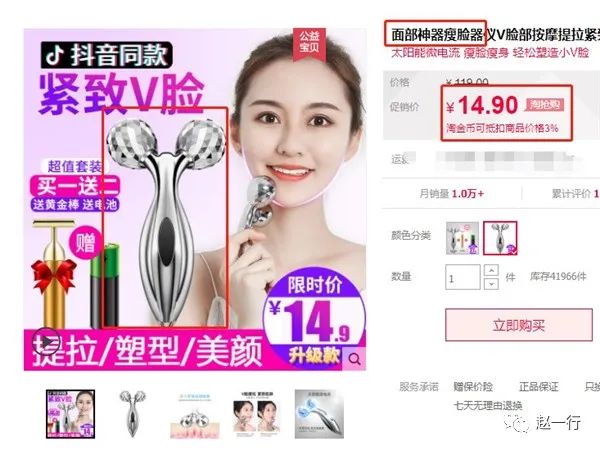 抖音同款
公益
宝贝
紧致V脸
超值套装
买一送二
送黄金棒 送电池
赠
限时价
¥14.9
升级款
提拉/塑型/美颜
面部神器瘦脸器仪V脸部按摩提拉紧
太阳能微电流 瘦脸瘦身 轻松塑造小V脸
价格 ¥119.00
促销价 ¥14.90 淘抢购
淘金币可抵扣商品价格3%
月销量 1.0万+ 累计评价 1
颜色分类
数量 1 件 库存41966件
立即购买
服务承诺 赠保价险 正品保证 只换
七天无理由退换
赵一行